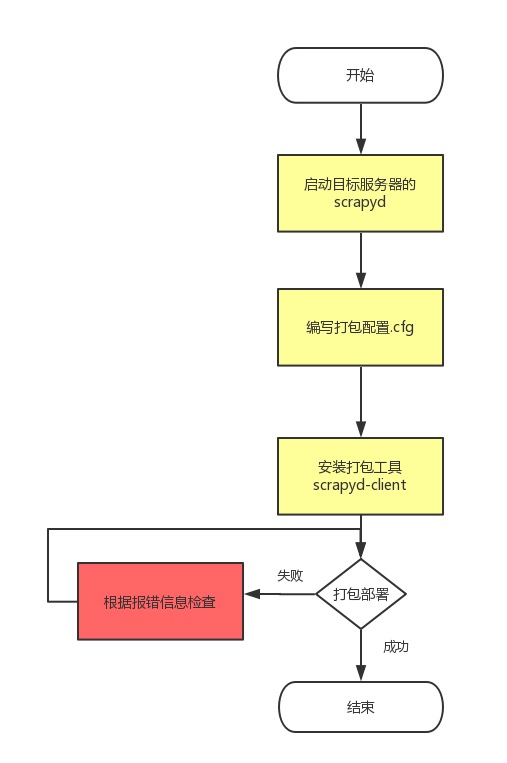 开始
启动目标服务器的
scrapyd
编写打包配置.cfg
安装打包工具
scrapyd-client
失败
打包部署
根据报错信息检查
成功
结束